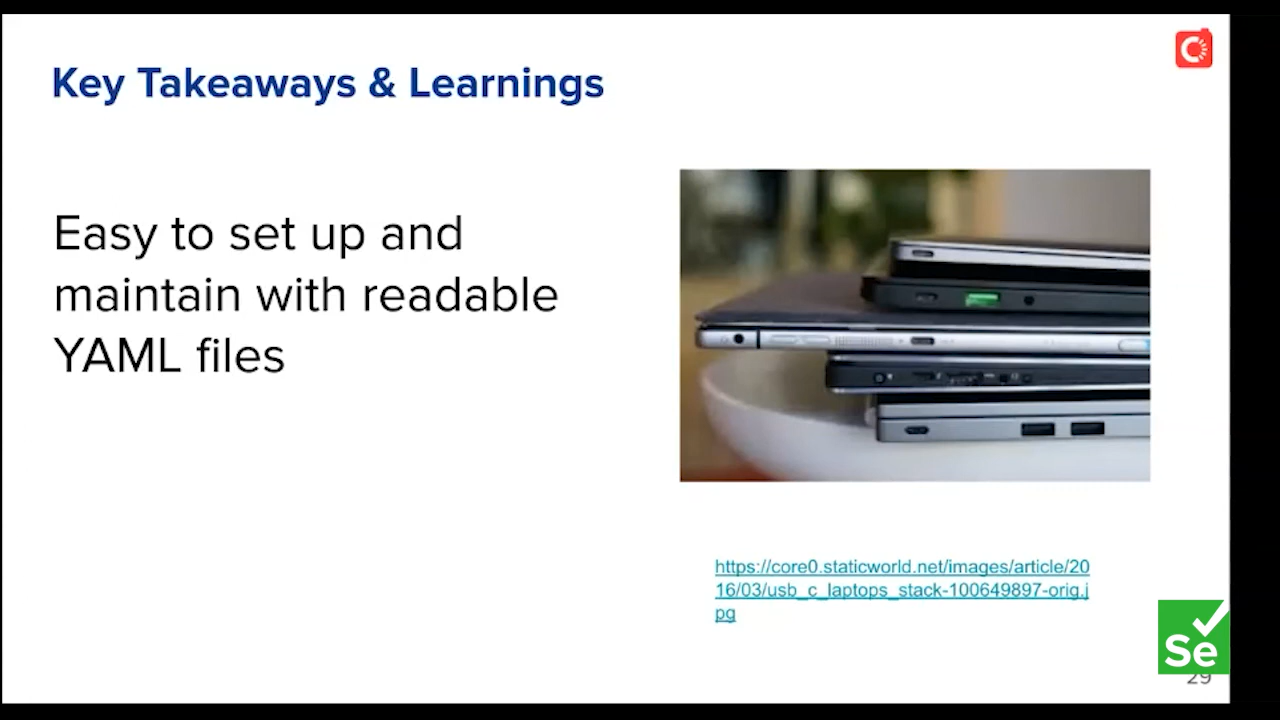 Key Takeaways & Learnings
Easy to set up and
maintain with readable
YAML files
https://core0.staticworld.net/images/article/20
16/03/usb_c_laptops_stack-100649897-orig.j
pg
Se
29